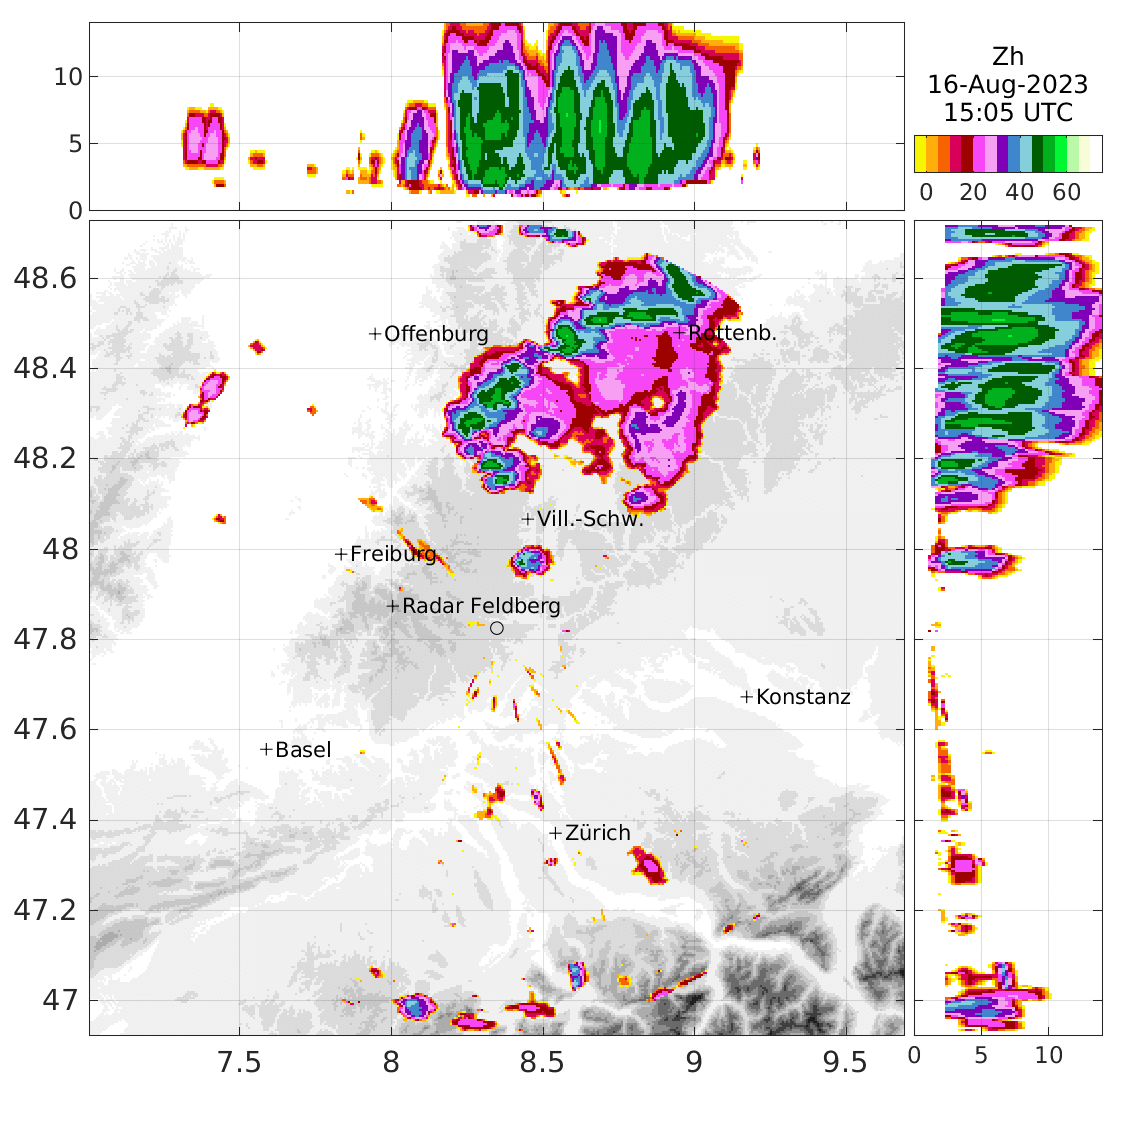 10
5
0
Zh
16-Aug-2023
15:05 UTC
0 20 40 60
48.6
48.4
48.2
48
47.8
47.6
47.4
47.2
47
+Offenburg
+Rottenb.
+Vill.-Schw.
+Freiburg
+Radar Feldberg
+Konstanz
+Basel
+Zürich
7.5 8 8.5 9 9.5
0 5 10